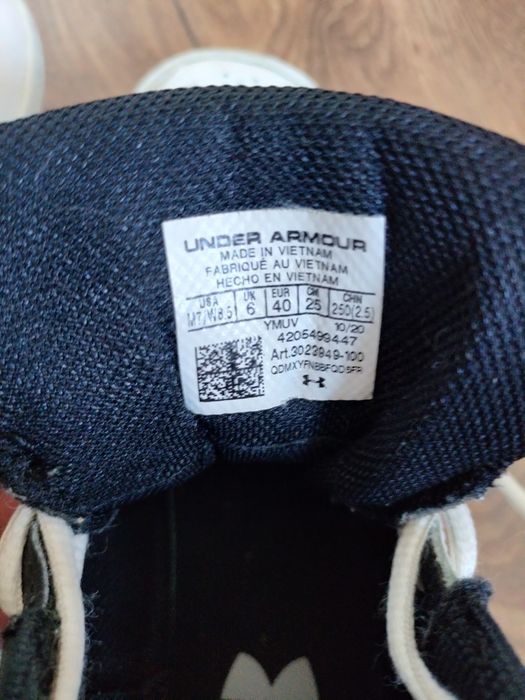 UNDER ARMOUR
MADE IN VIETNAM
FABRIQUÉ AU VIETNAM
HECHO EN VIETNAM
USA UK EUR CM CHN
M7/W8.5 6 40 25 250(2.5)
YMUV 10/20
4205499447
Art.3023949-100
QDMXYFNBBFQD5FR